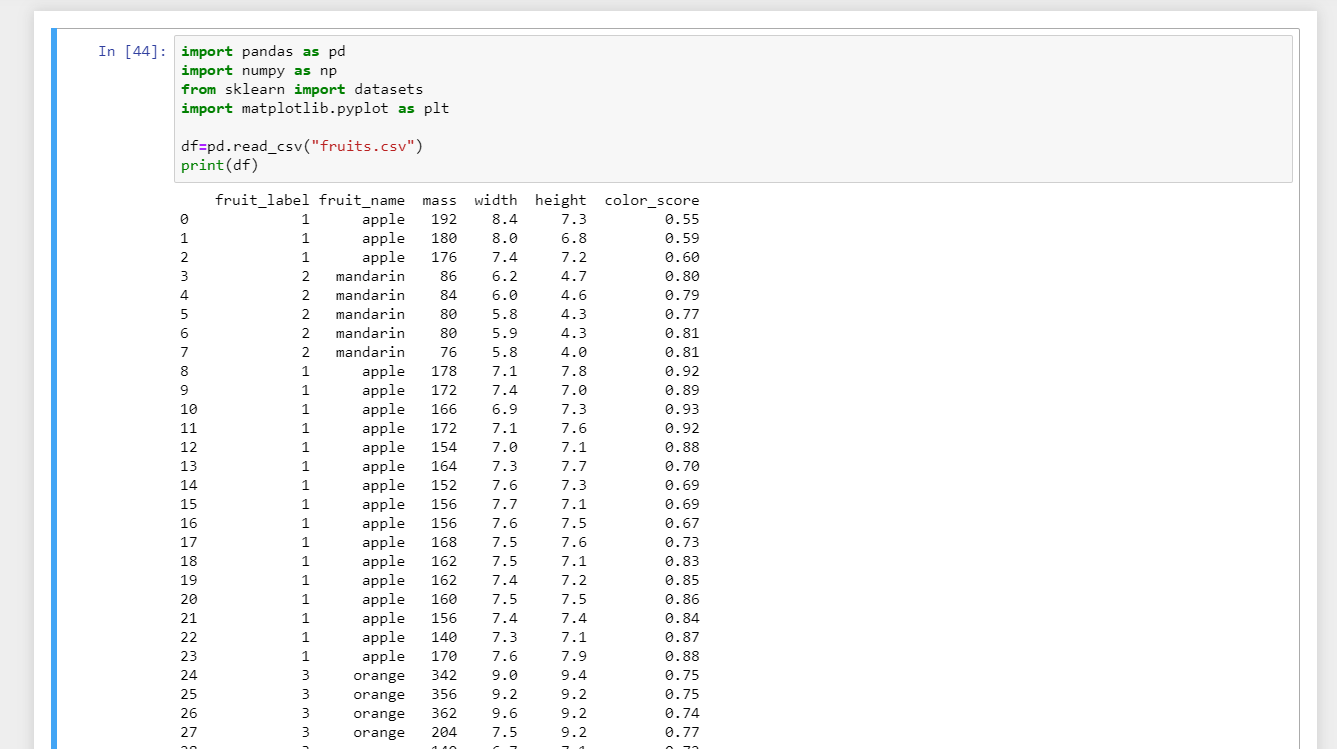 In [44]: import pandas as pd
import numpy as np
from sklearn import datasets
import matplotlib.pyplot as plt
df=pd.read_csv("fruits.csv")
print(df)
fruit_label fruit_name mass width height color_score
0 1 apple 192 8.4 7.3 0.55
1 1 apple 180 8.0 6.8 0.59
2 1 apple 176 7.4 7.2 0.60
3 2 mandarin 86 6.2 4.7 0.80
4 2 mandarin 84 6.0 4.6 0.79
5 2 mandarin 80 5.8 4.3 0.77
6 2 mandarin 80 5.9 4.3 0.81
7 2 mandarin 76 5.8 4.0 0.81
8 1 apple 178 7.1 7.8 0.92
9 1 apple 172 7.4 7.0 0.89
10 1 apple 166 6.9 7.3 0.93
11 1 apple 172 7.1 7.6 0.92
12 1 apple 154 7.0 7.1 0.88
13 1 apple 164 7.3 7.7 0.70
14 1 apple 152 7.6 7.3 0.69
15 1 apple 156 7.7 7.1 0.69
16 1 apple 156 7.6 7.5 0.67
17 1 apple 168 7.5 7.6 0.73
18 1 apple 162 7.5 7.1 0.83
19 1 apple 162 7.4 7.2 0.85
20 1 apple 160 7.5 7.5 0.86
21 1 apple 156 7.4 7.4 0.84
22 1 apple 140 7.3 7.1 0.87
23 1 apple 170 7.6 7.9 0.88
24 3 orange 342 9.0 9.4 0.75
25 3 orange 356 9.2 9.2 0.75
26 3 orange 362 9.6 9.2 0.74
27 3 orange 204 7.5 9.2 0.77